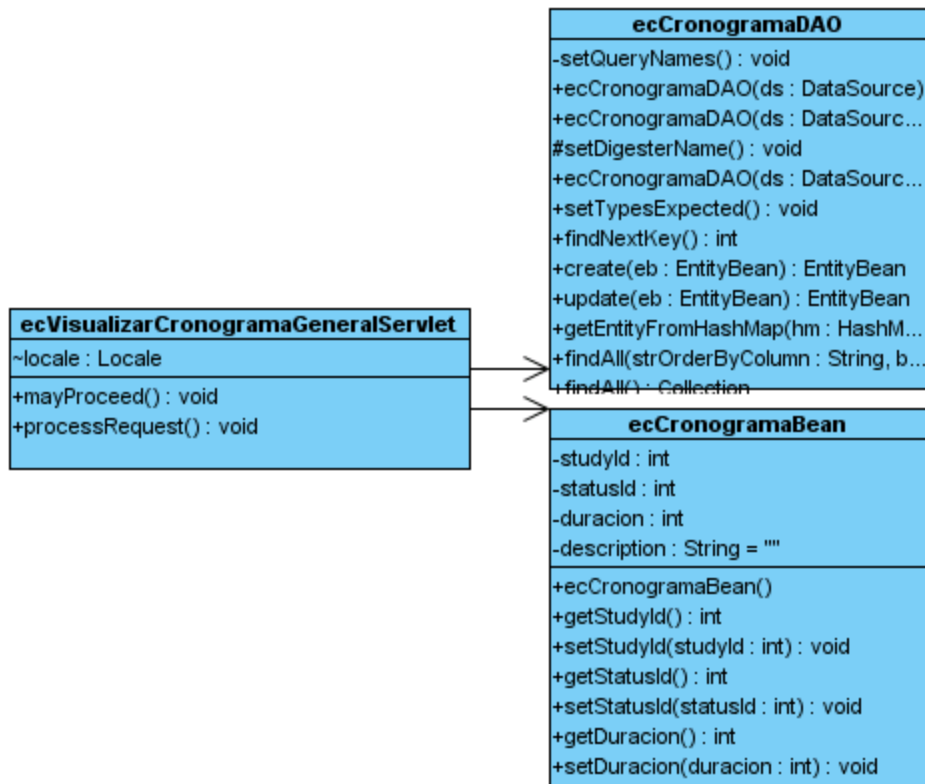 ecCronogramaDAO
-setQueryNames() : void
+ecCronogramaDAO(ds : DataSource)
+ecCronogramaDAO(ds : DataSourc...
#setDigesterName() : void
+ecCronogramaDAO(ds : DataSourc...
+setTypesExpected() : void
+findNextKey() : int
+create(eb : EntityBean) : EntityBean
+update(eb : EntityBean) : EntityBean
+getEntityFromHashMap(hm : HashM...
+findAll(strOrderByColumn : String, b...
+findAll() : Collection
ecVisualizarCronogramaGeneralServlet
~locale : Locale
+mayProceed() : void
+processRequest() : void
ecCronogramaBean
-studyId : int
-statusId : int
-duracion : int
-description : String = ""
+ecCronogramaBean()
+getStudyId() : int
+setStudyId(studyId : int) : void
+getStatusId() : int
+setStatusId(statusId : int) : void
+getDuracion() : int
+setDuracion(duracion : int) : void